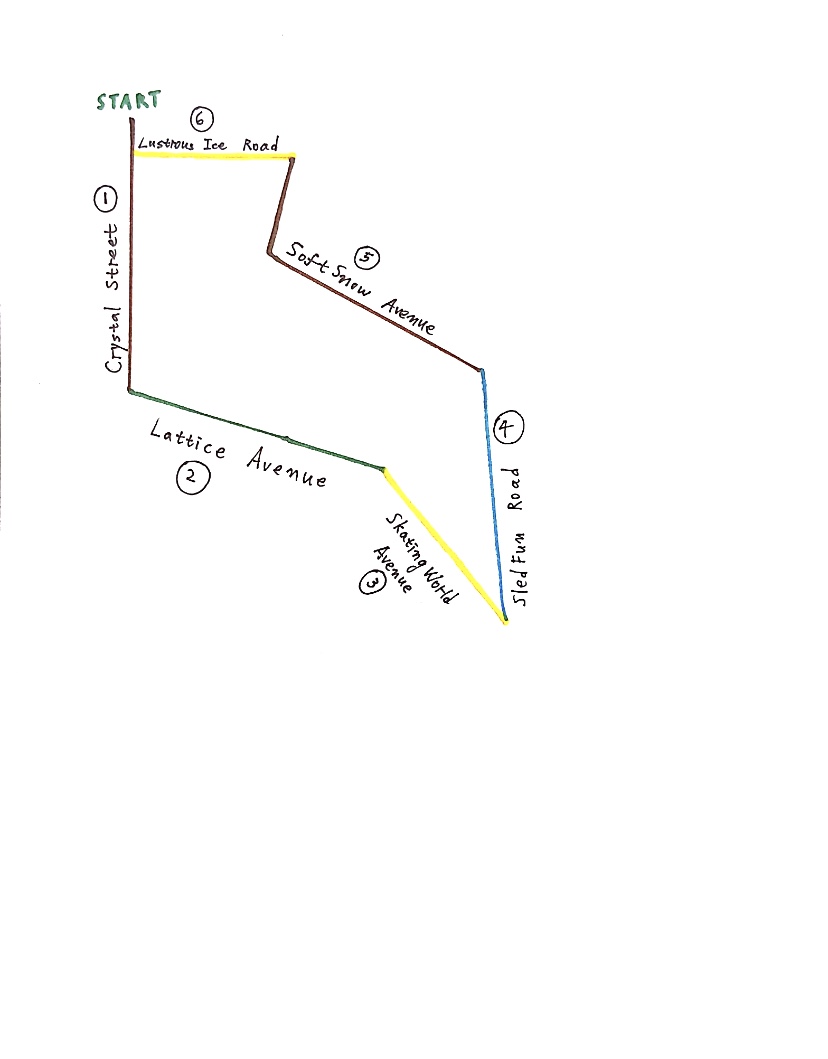 START
6
Lustrous Ice Road
1
Crystal Street
5
Soft Snow Avenue
4
Sled Fun Road
Lattice Avenue
2
Skating World
Avenue
3